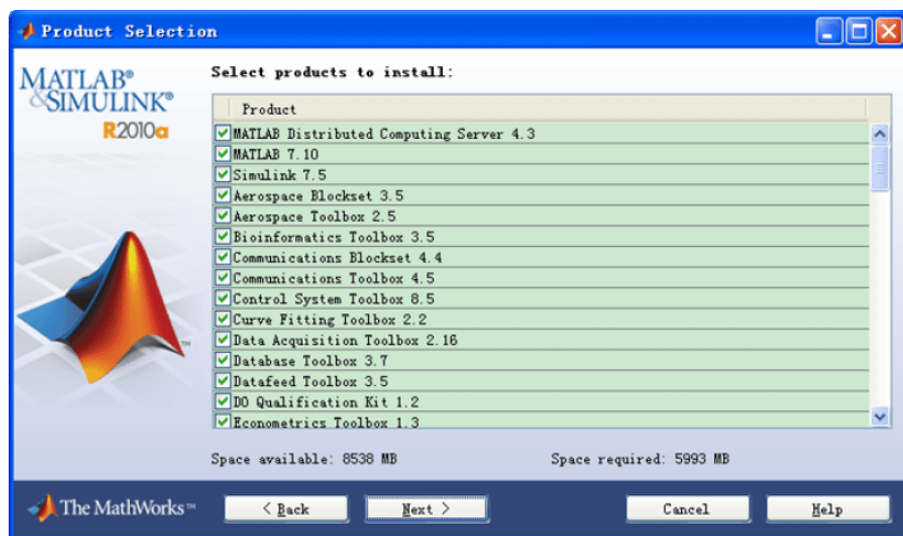 Product Selection
MATLAB®
&SIMULINK®
R2010a
Select products to install:
Product
MATLAB Distributed Computing Server 4.3
MATLAB 7.10
Simulink 7.5
Aerospace Blockset 3.5
Aerospace Toolbox 2.5
Bioinformatics Toolbox 3.5
Communications Blockset 4.4
Communications Toolbox 4.5
Control System Toolbox 8.5
Curve Fitting Toolbox 2.2
Data Acquisition Toolbox 2.16
Database Toolbox 3.7
Datafeed Toolbox 3.5
DO Qualification Kit 1.2
Econometrics Toolbox 1.3
TM
Space available: 8538 MB Space required: 5993 MB
The MathWorks™ < Back Next > Cancel Help